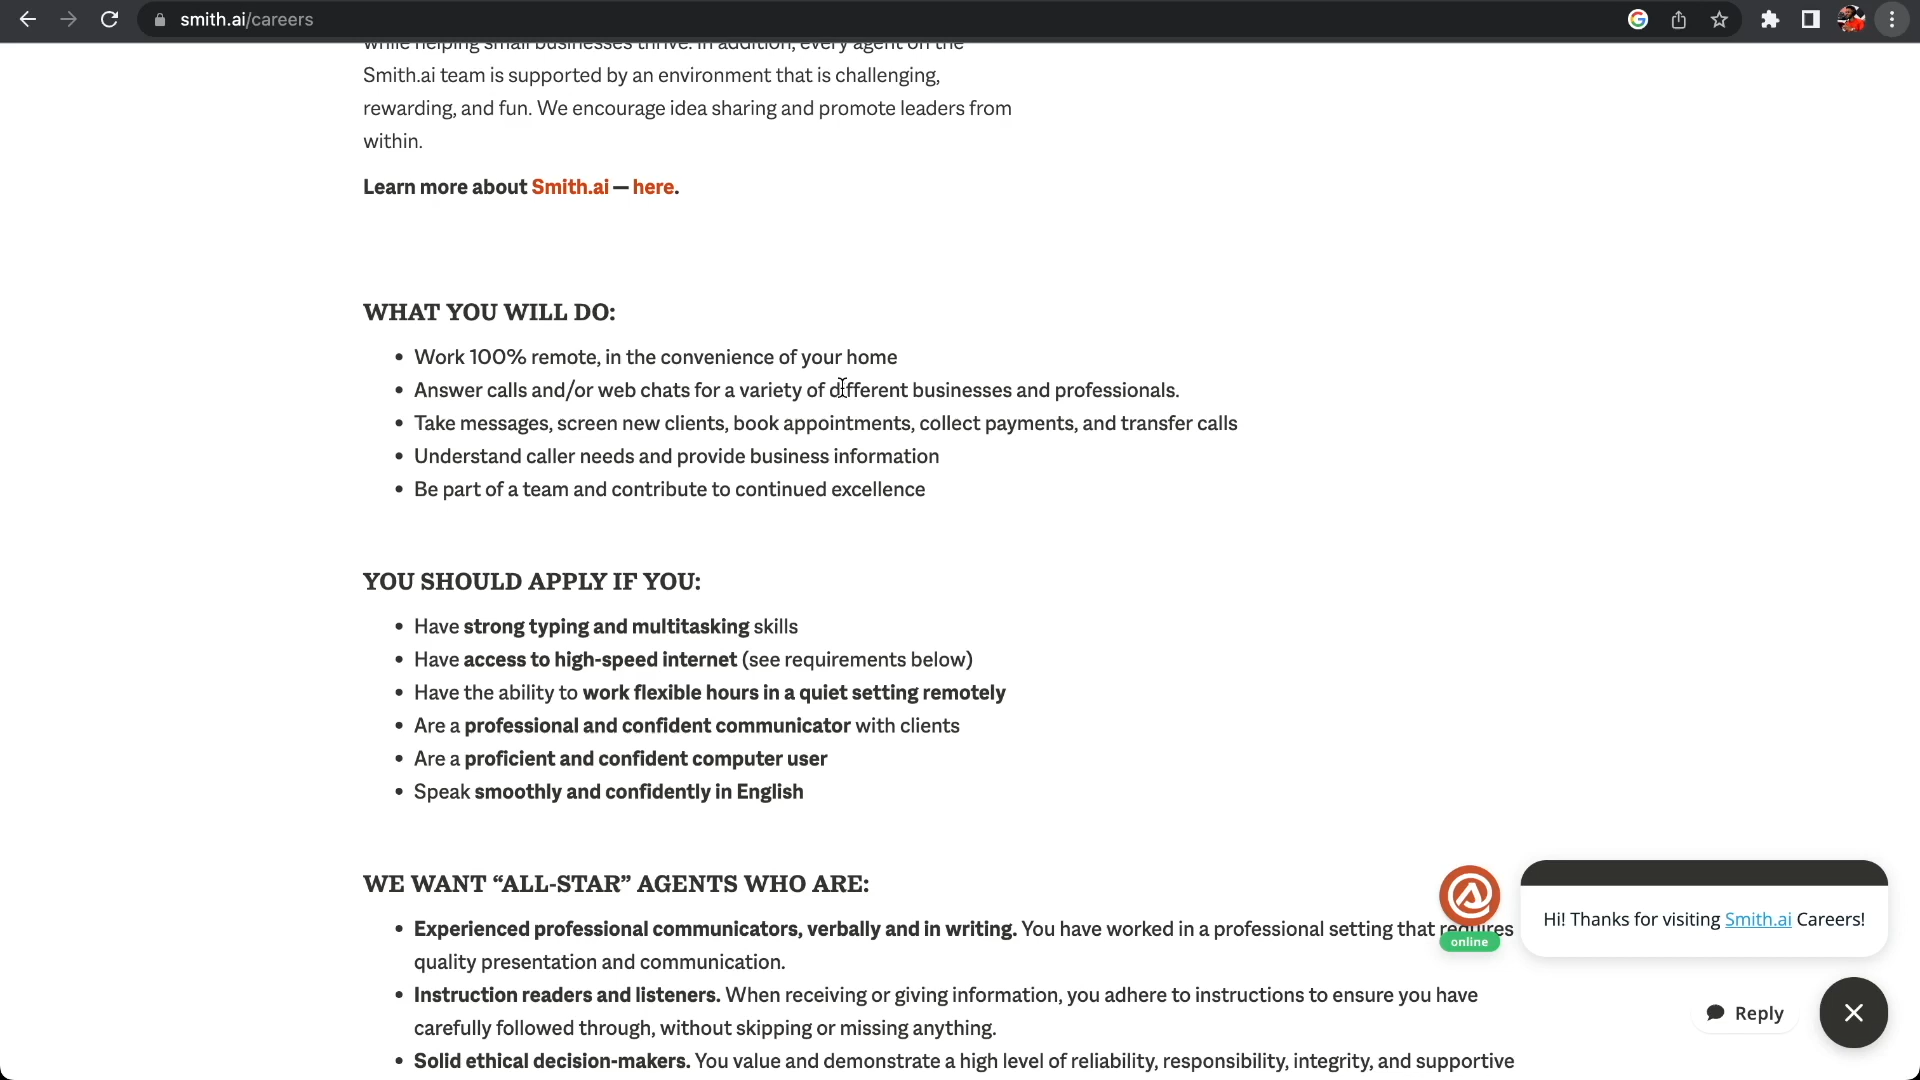 smith.ai/careers
while helping small businesses thrive. In addition, every agent on the
Smith.ai team is supported by an environment that is challenging,
rewarding, and fun. We encourage idea sharing and promote leaders from
within.
Learn more about Smith.ai — here.
WHAT YOU WILL DO:
• Work 100% remote, in the convenience of your home
• Answer calls and/or web chats for a variety of different businesses and professionals.
• Take messages, screen new clients, book appointments, collect payments, and transfer calls
• Understand caller needs and provide business information
• Be part of a team and contribute to continued excellence
YOU SHOULD APPLY IF YOU:
• Have strong typing and multitasking skills
• Have access to high-speed internet (see requirements below)
• Have the ability to work flexible hours in a quiet setting remotely
• Are a professional and confident communicator with clients
• Are a proficient and confident computer user
• Speak smoothly and confidently in English
WE WANT “ALL-STAR” AGENTS WHO ARE:
• Experienced professional communicators, verbally and in writing. You have worked in a professional setting that requires
quality presentation and communication.
• Instruction readers and listeners. When receiving or giving information, you adhere to instructions to ensure you have
carefully followed through, without skipping or missing anything.
• Solid ethical decision-makers. You value and demonstrate a high level of reliability, responsibility, integrity, and supportive
online
Hi! Thanks for visiting Smith.ai Careers!
Reply